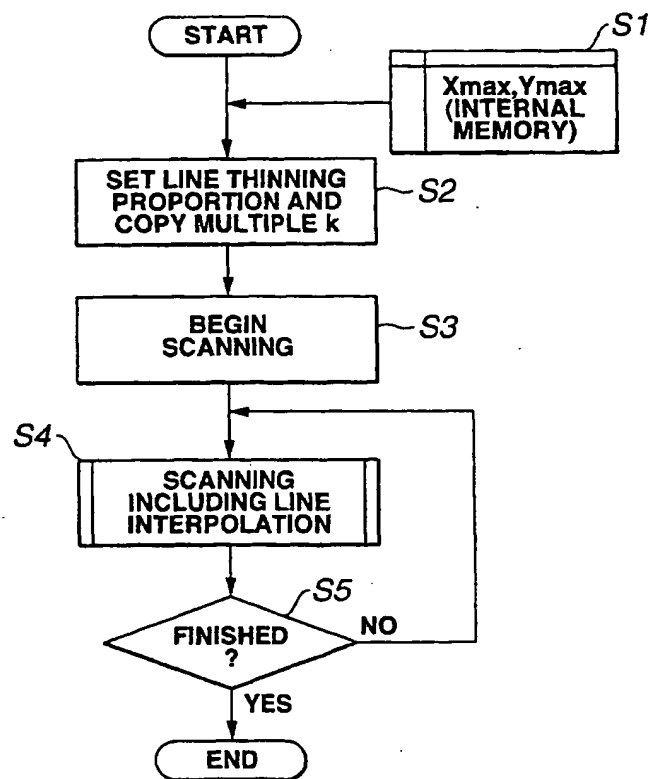 START
S1
Xmax,Ymax
(INTERNAL
MEMORY)
SET LINE THINNING
PROPORTION AND
COPY MULTIPLE k
S2
BEGIN
SCANNING
S3
S4
SCANNING
INCLUDING LINE
INTERPOLATION
S5
FINISHED
?
NO
YES
END